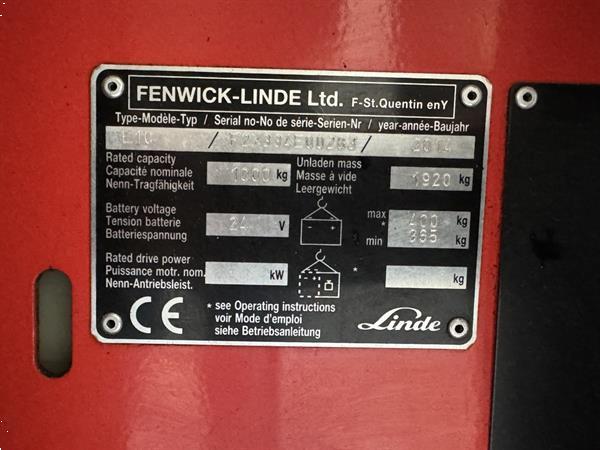 FENWICK-LINDE Ltd. F-St.Quentin enY
Type-Modèle-Typ / Serial no-No de série-Serien-Nr / year-année-Baujahr
/ / 2014
Rated capacity
Capacité nominale 1000 kg
Nenn-Tragfähigkeit
Unladen mass
Masse à vide 1920 kg
Leergewicht
Battery voltage
Tension batterie 24 V
Batteriespannung
max 400 kg
*
min 365 kg
Rated drive power
Puissance motr. nom. kW
Nenn-Antriebsleist.
* kg
* see Operating instructions
voir Mode d'emploi
siehe Betriebsanleitung
CE
Linde